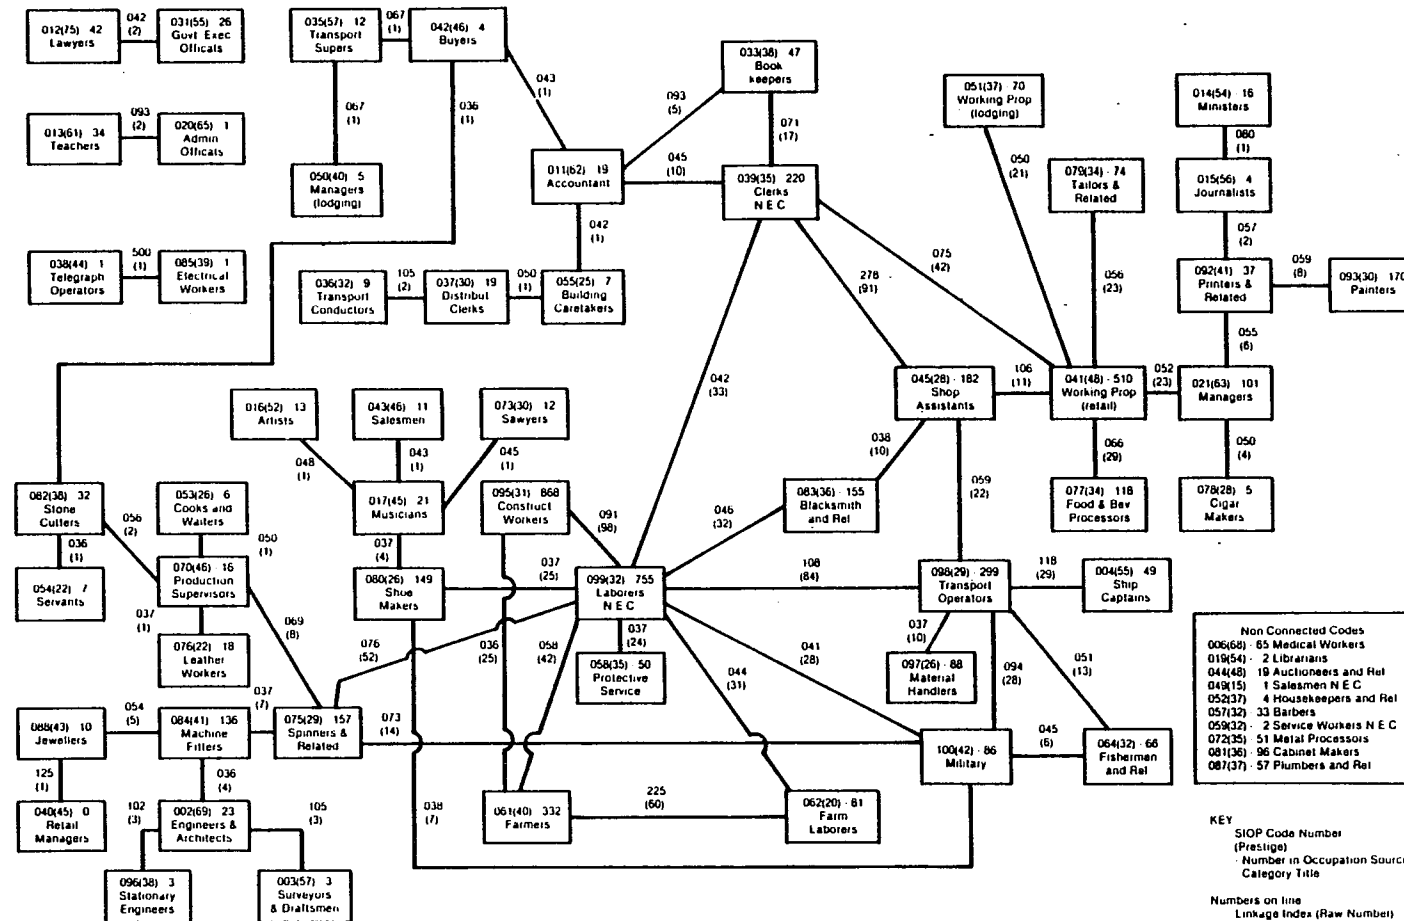 012(75) 42
Lawyers
042
(2)
031(55) 26
Govt Exec
Officals
035(57) 12
Transport
Supers
067
(1)
042(46) 4
Buyers
033(38) 47
Book
keepers
051(37) · 70
Working Prop
(lodging)
014(54) · 16
Ministers
013(61) 34
Teachers
093
(2)
020(65) 1
Admin
Officals
067
(1)
036
(1)
043
(1)
093
(5)
071
(17)
080
(1)
050(40) 5
Managers
(lodging)
011(62) 19
Accountant
045
(10)
039(35) 220
Clerks
N E C
050
(21)
079(34) · 74
Tailors &
Related
015(56) 4
Journalists
057
(2)
038(44) 1
Telegraph
Operators
500
(1)
085(39) 1
Electrical
Workers
042
(1)
036(32) 9
Transport
Conductors
105
(2)
037(30) 19
Distribut
Clerks
050
(1)
055(25) 7
Building
Caretakers
278
(91)
075
(42)
056
(23)
092(41) 37
Printers &
Related
059
(8)
093(30) 170
Painters
055
(6)
042
(33)
045(28) · 182
Shop
Assistants
106
(11)
041(48) · 510
Working Prop
(retail)
052
(23)
021(63) 101
Managers
016(52) 13
Artists
043(46) 11
Salesmen
073(30) 12
Sawyers
048
(1)
043
(1)
045
(1)
038
(10)
059
(22)
066
(29)
050
(4)
082(38) 32
Stone
Cutters
053(26) 6
Cooks and
Waiters
017(45) 21
Musicians
095(31) 868
Construct
Workers
083(36) · 155
Blacksmith
and Rel
077(34) 118
Food & Bev
Processors
078(28) 5
Cigar
Makers
056
(2)
050
(1)
036
(1)
037
(4)
091
(98)
046
(32)
054(22) 7
Servants
070(46) · 16
Production
Supervisors
080(26) 149
Shoe
Makers
037
(25)
099(32) 755
Laborers
N E C
108
(84)
098(29) · 299
Transport
Operators
118
(29)
004(55) 49
Ship
Captains
037
(1)
076(22) 18
Leather
Workers
069
(8)
076
(52)
036
(25)
058
(42)
037
(24)
058(35) · 50
Protective
Service
044
(31)
041
(28)
037
(10)
097(26) · 88
Material
Handlers
094
(28)
051
(13)
Non Connected Codes
006(68) · 65 Medical Workers
019(54) · 2 Librarians
044(48) 19 Auctioneers and Rel
049(15) 1 Salesmen N E C
052(37) 4 Housekeepers and Rel
057(32) · 33 Barbers
059(32) · 2 Service Workers N E C
072(35) · 51 Metal Processors
081(36) · 96 Cabinet Makers
087(37) · 57 Plumbers and Rel
088(43) 10
Jewellers
054
(5)
084(41) 136
Machine
Fitters
037
(7)
075(29) 157
Spinners &
Related
073
(14)
100(42) · 86
Military
045
(6)
064(32) · 66
Fisherman
and Rel
125
(1)
036
(4)
040(45) 0
Retail
Managers
102
(3)
002(69) 23
Engineers &
Architects
105
(3)
038
(7)
061(40) 332
Farmers
225
(60)
062(20) · 81
Farm
Laborers
096(38) 3
Stationary
Engineers
003(57) 3
Surveyors
& Draftsmen
KEY
SIOP Code Number
(Prestige)
· Number in Occupation Source
Category Title
Numbers on line
Linkage Index (Raw Number)